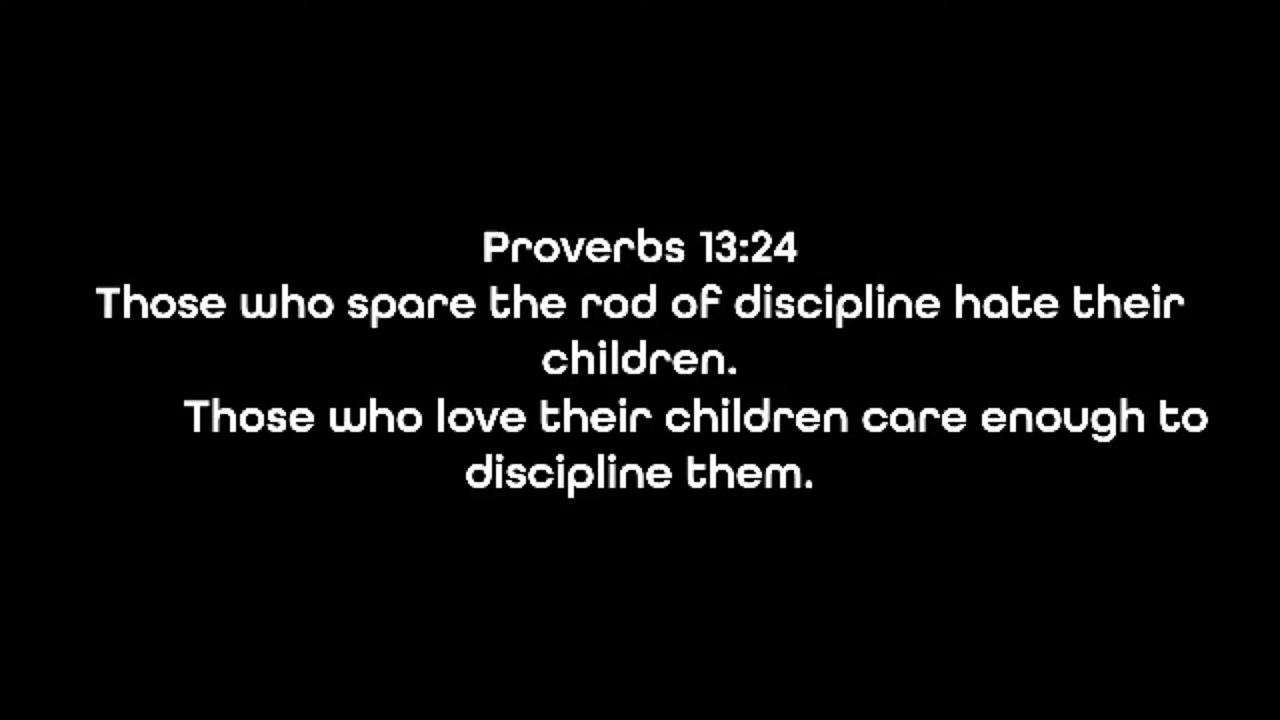 Proverbs 13:24
Those who spare the rod of discipline hate their
children.
Those who love their children care enough to
discipline them.